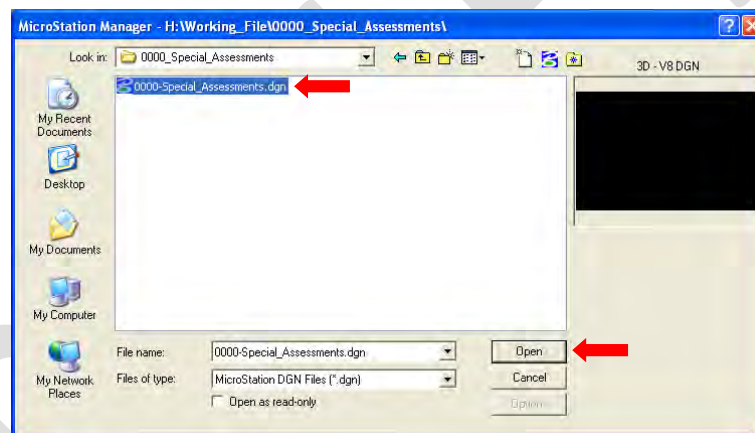 MicroStation Manager - H:\Working_File\0000_Special_Assessments\
Look in: 0000_Special_Assessments
3D - V8 DGN
0000-Special_Assessments.dgn
My Recent
Documents
Desktop
My Documents
My Computer
My Network
Places
File name: 0000-Special_Assessments.dgn Open
Files of type: MicroStation DGN Files (*.dgn) Cancel
Open as read-only Options